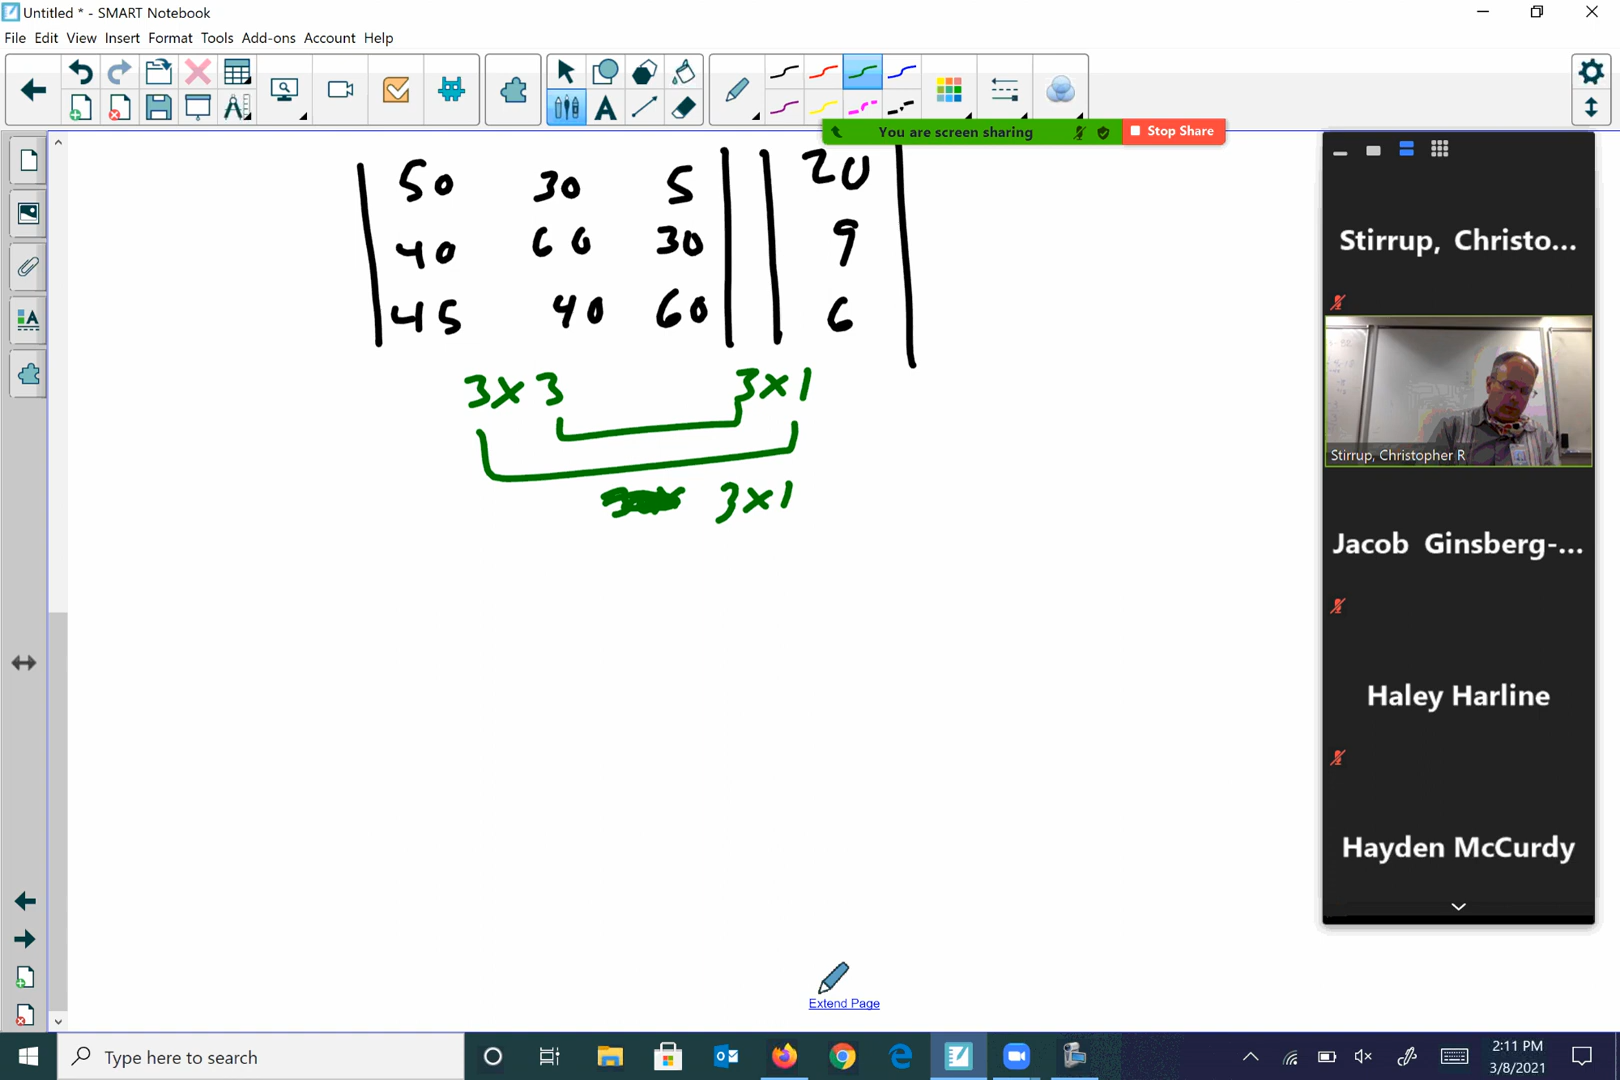 Untitled * - SMART Notebook
File Edit View Insert Format Tools Add-ons Account Help
You are screen sharing
Stop Share
50 30 5 20
40 60 30 9
45 40 60 6
3x3 3x1
3x1
Stirrup, Christo...
Stirrup, Christopher R
Jacob Ginsberg-...
Haley Harline
Hayden McCurdy
Extend Page
Type here to search
2:11 PM
3/8/2021